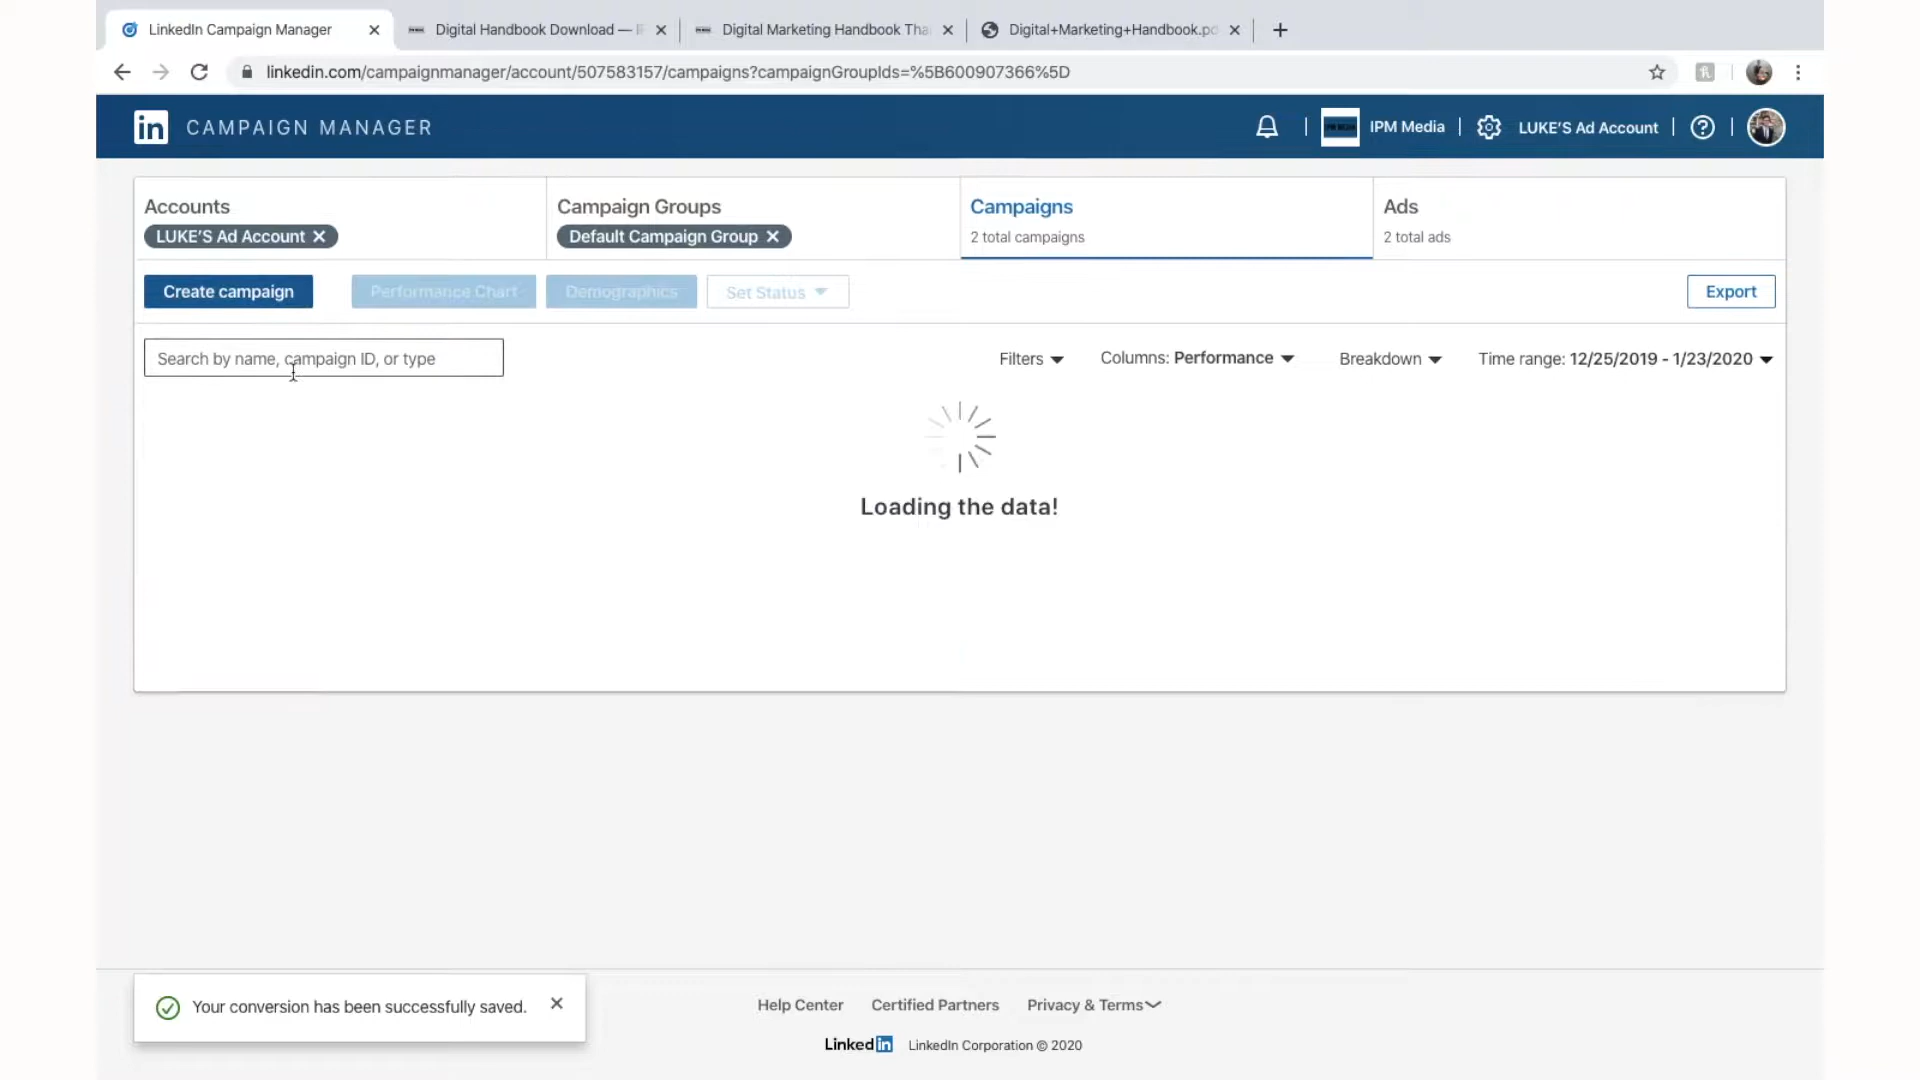 LinkedIn Campaign Manager
Digital Handbook Download — IP
Digital Marketing Handbook Tha
Digital+Marketing+Handbook.pd
linkedin.com/campaignmanager/account/507583157/campaigns?campaignGroupIds=%5B600907366%5D
in CAMPAIGN MANAGER
IPM Media
LUKE'S Ad Account
Accounts
LUKE'S Ad Account
Campaign Groups
Default Campaign Group
Campaigns
2 total campaigns
Ads
2 total ads
Create campaign
Performance Chart
Demographics
Set Status
Export
Search by name, campaign ID, or type
Filters
Columns: Performance
Breakdown
Time range: 12/25/2019 - 1/23/2020
Loading the data!
Your conversion has been successfully saved.
Help Center
Certified Partners
Privacy & Terms
Linkedin
LinkedIn Corporation © 2020